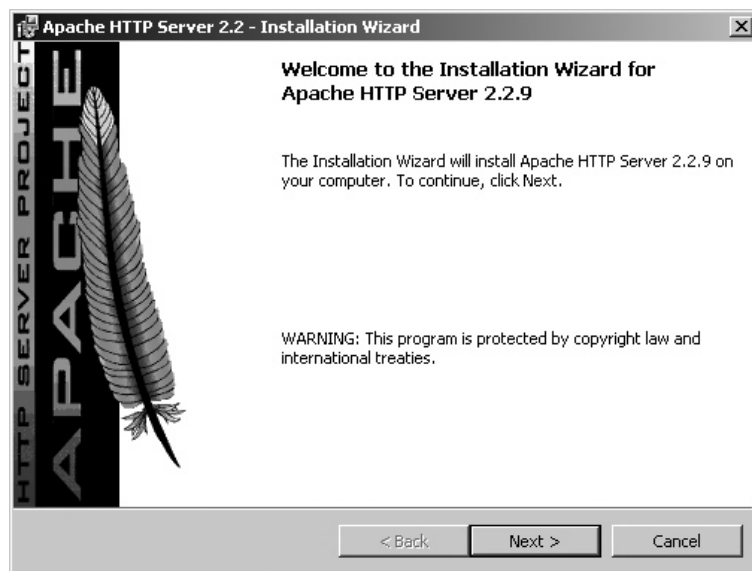 Apache HTTP Server 2.2 - Installation Wizard
HTTP SERVER PROJECT
APACHE
Welcome to the Installation Wizard for
Apache HTTP Server 2.2.9
The Installation Wizard will install Apache HTTP Server 2.2.9 on
your computer. To continue, click Next.
WARNING: This program is protected by copyright law and
international treaties.
< Back
Next >
Cancel